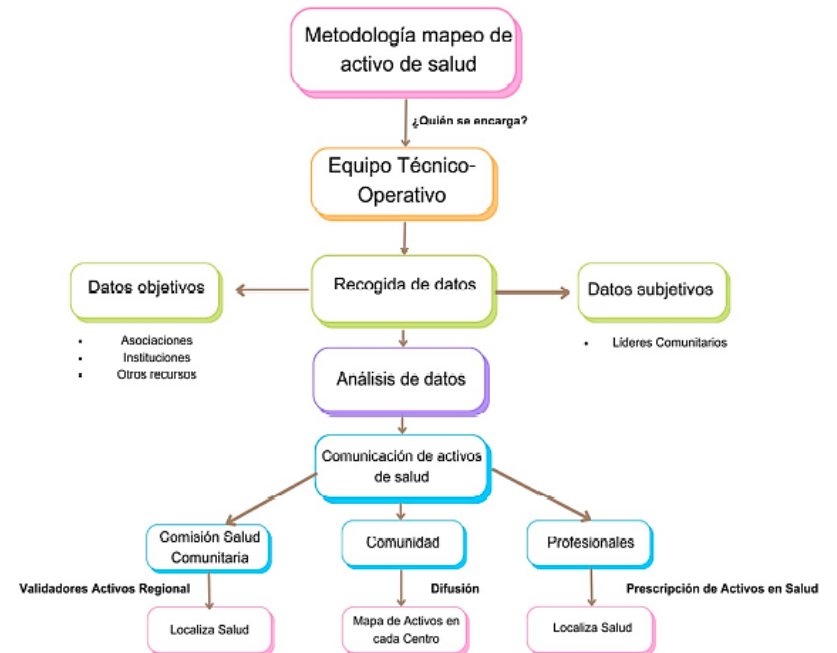 Metodología mapeo de
activo de salud
¿Quién se encarga?
Equipo Técnico-
Operativo
Datos objetivos
Recogida de datos
Datos subjetivos
Asociaciones
Instituciones
Otros recursos
Líderes Comunitarios
Análisis de datos
Comunicación de activos
de salud
Comisión Salud
Comunitaria
Comunidad
Profesionales
Validadores Activos Regional
Difusión
Prescripción de Activos en Salud
Localiza Salud
Mapa de Activos en
cada Centro
Localiza Salud